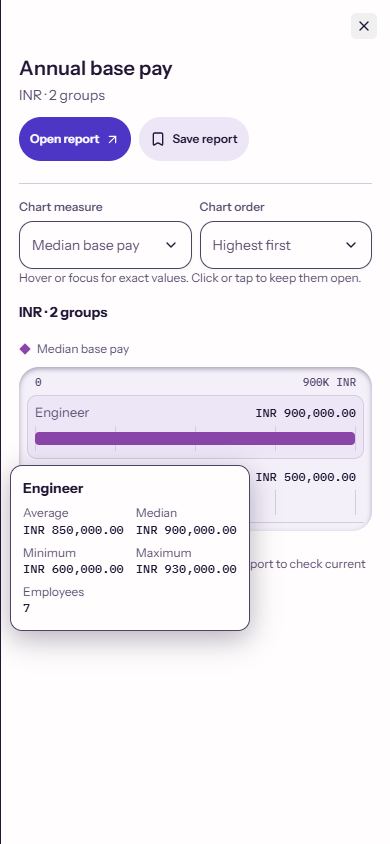 Annual base pay
INR · 2 groups
Open report
Save report
Chart measure
Chart order
Median base pay
Highest first
Hover or focus for exact values. Click or tap to keep them open.
INR · 2 groups
Median base pay
0
900K INR
Engineer
INR 900,000.00
INR 500,000.00
port to check current
Engineer
Average
Median
INR 850,000.00
INR 900,000.00
Minimum
Maximum
INR 600,000.00
INR 930,000.00
Employees
7